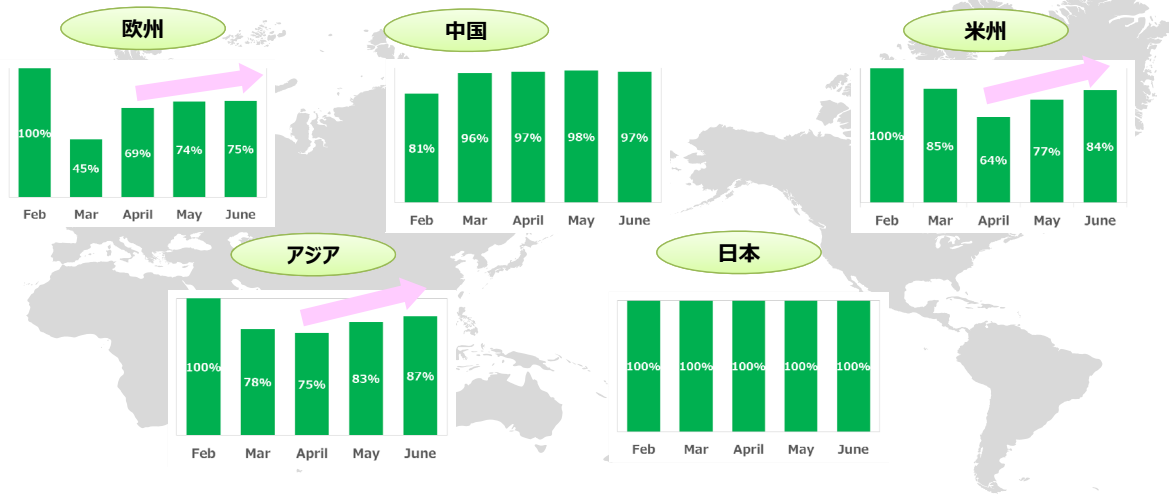 欧州
100%
45%
69%
74%
75%
Feb Mar April May June
中国
81%
96%
97%
98%
97%
Feb Mar April May June
米州
100%
85%
64%
77%
84%
Feb Mar April May June
アジア
100%
78%
75%
83%
87%
Feb Mar April May June
日本
100% 100% 100% 100% 100%
Feb Mar April May June